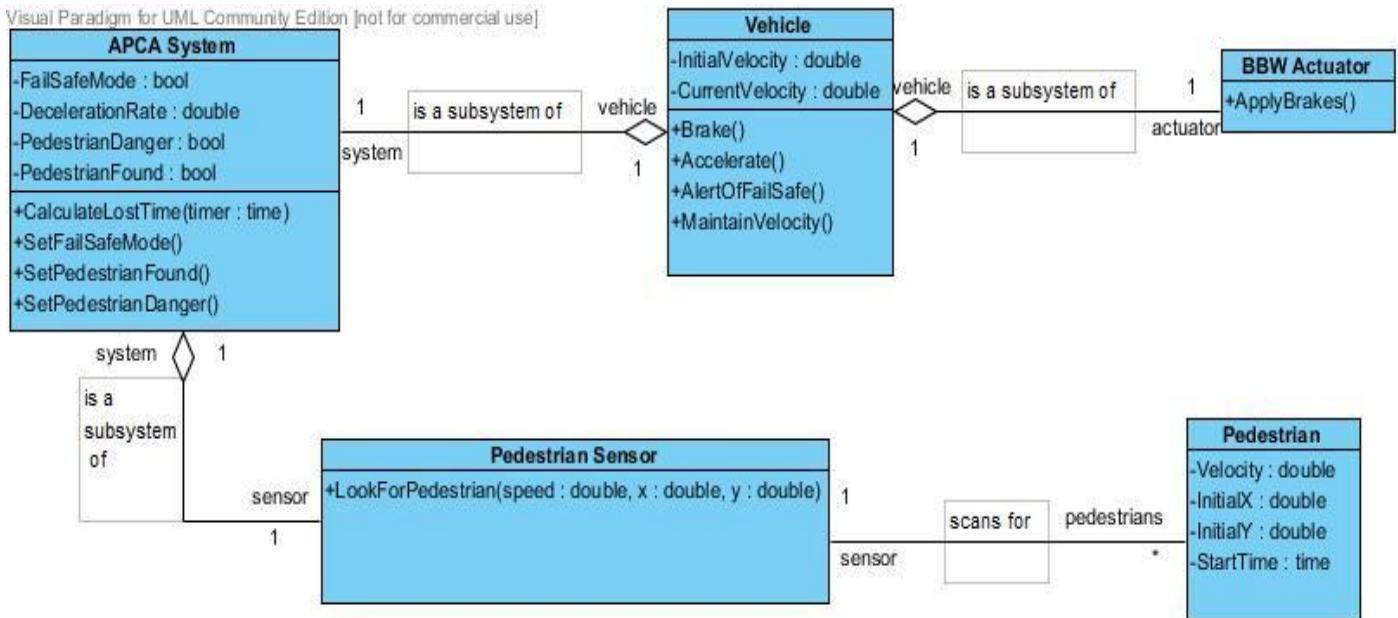 Visual Paradigm for UML Community Edition [not for commercial use]
APCA System
-FailSafeMode : bool
-DecelerationRate : double
-PedestrianDanger : bool
-PedestrianFound : bool
+CalculateLostTime(timer : time)
+SetFailSafeMode()
+SetPedestrianFound()
+SetPedestrianDanger()
1
system
is a subsystem of
vehicle
1
Vehicle
-InitialVelocity : double
-CurrentVelocity : double
+Brake()
+Accelerate()
+AlertOfFailSafe()
+MaintainVelocity()
vehicle
1
is a subsystem of
1
actuator
BBW Actuator
+ApplyBrakes()
system
1
is a
subsystem
of
sensor
1
Pedestrian Sensor
+LookForPedestrian(speed : double, x : double, y : double)
1
sensor
scans for
pedestrians
*
Pedestrian
-Velocity : double
-InitialX : double
-InitialY : double
-StartTime : time